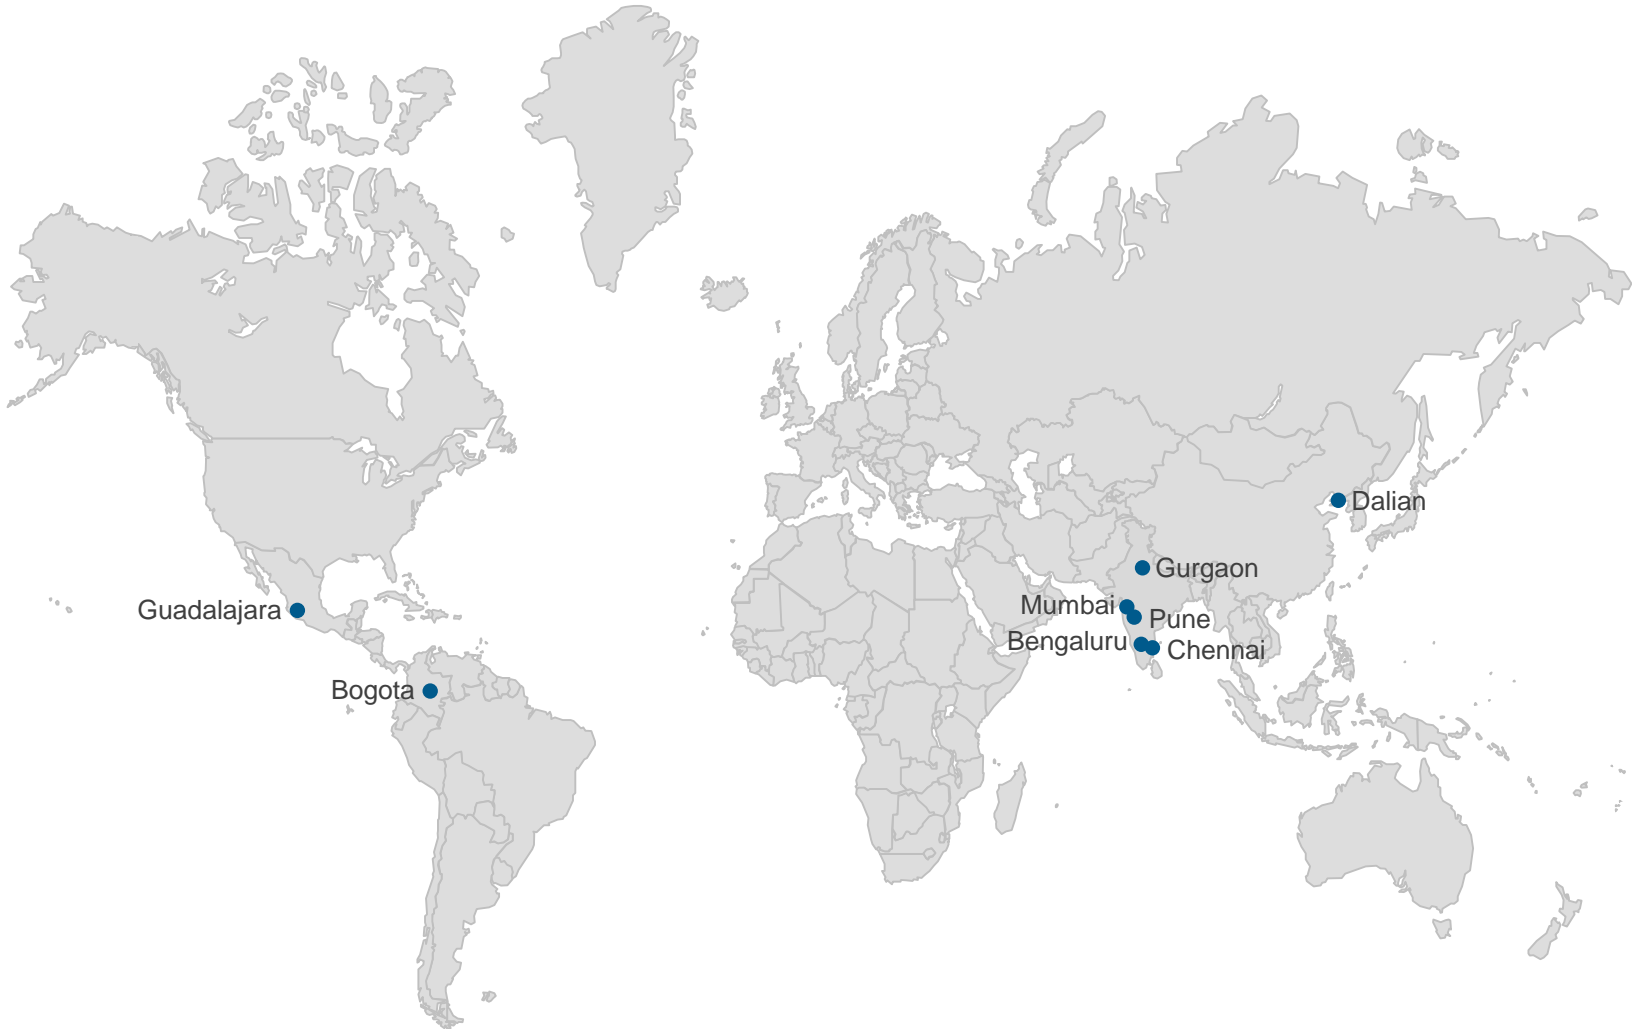 Dalian
Gurgaon
Mumbai
Guadalajara
Pune
Bengaluru
Chennai
Bogota